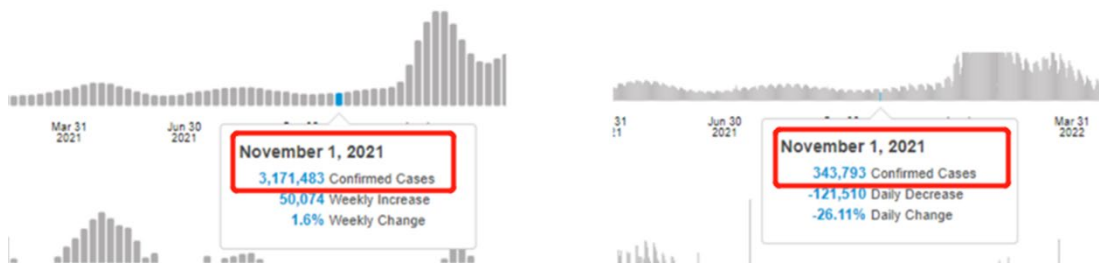 Mar 31
2021
Jun 30
2021
November 1, 2021
3,171,483 Confirmed Cases
50,074 Weekly Increase
1.6% Weekly Change
31
Jun 30
2021
Mar 31
2022
November 1, 2021
343,793 Confirmed Cases
-121,510 Daily Decrease
-26.11% Daily Change